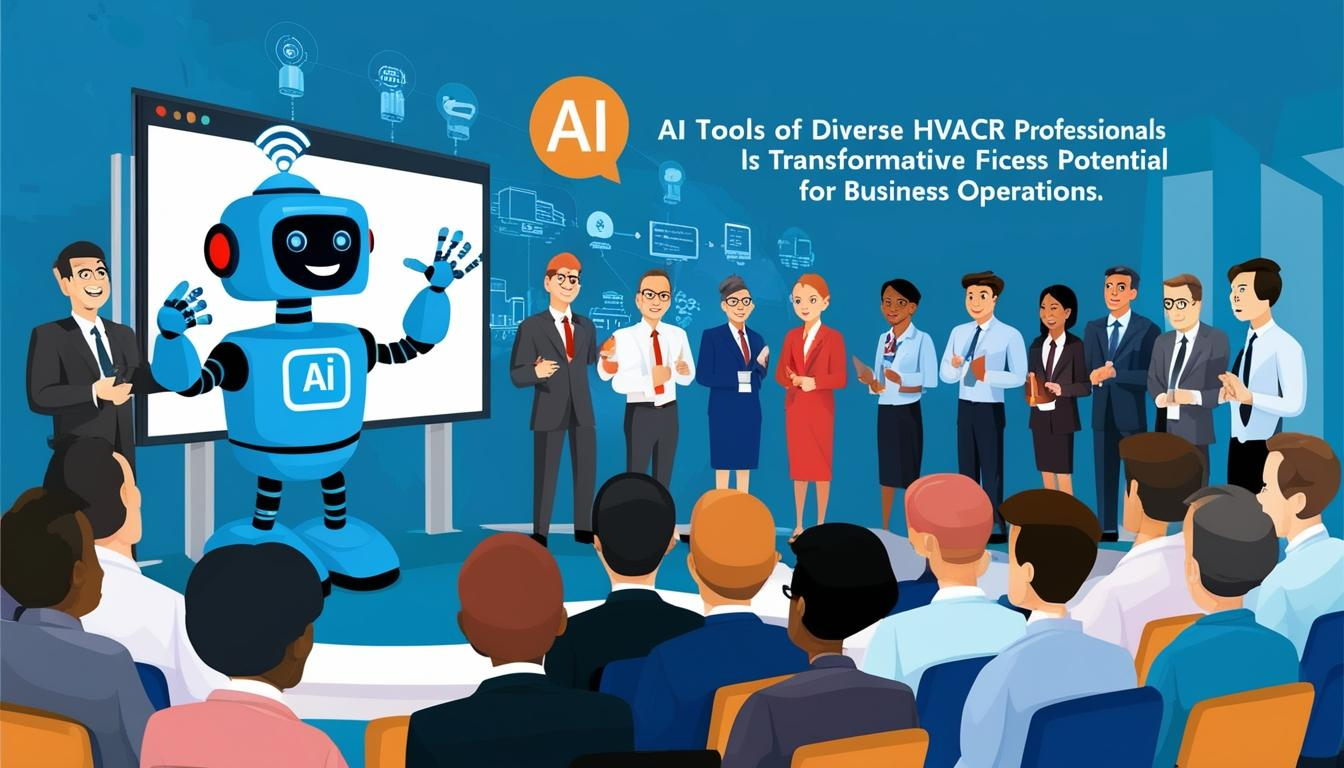 AI
AI Tools of Diverse HVACR Professionals
Is Transformative Ficess Potential
for Business Operations.
Ai